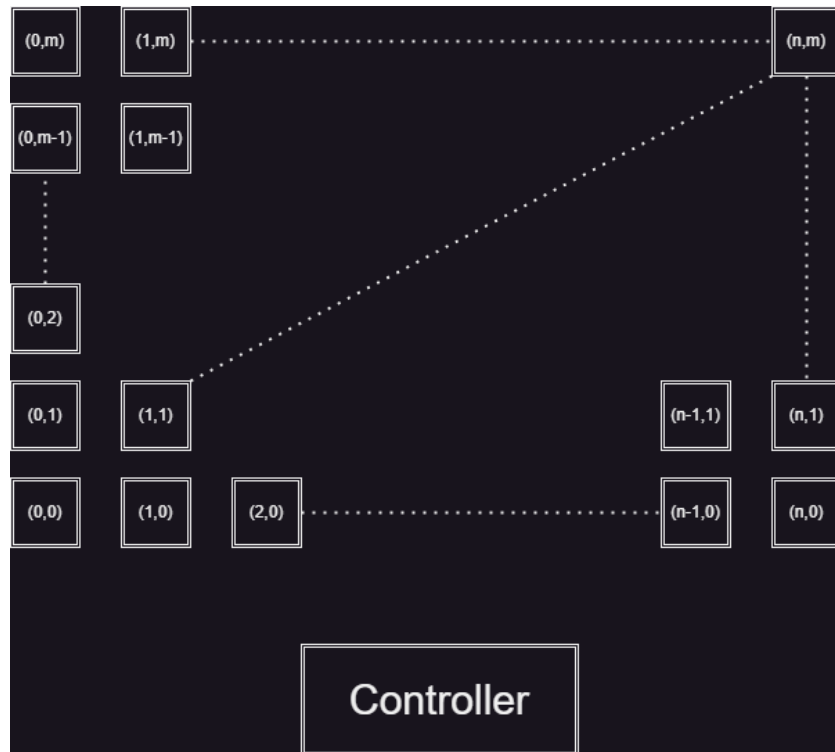 (0,m) (1,m) (n,m)
(0,m-1) (1,m-1)
(0,2)
(0,1) (1,1) (n-1,1) (n,1)
(0,0) (1,0) (2,0) (n-1,0) (n,0)
Controller